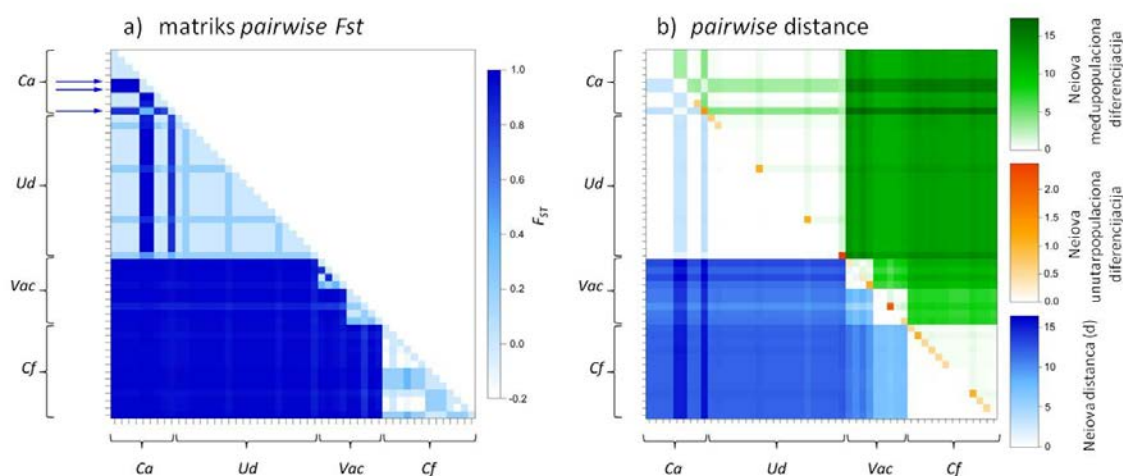 a) matriks pairwise Fst
b) pairwise distance
Ca
Ud
Vac
Cf
Ca
Ud
Vac
Cf
1.0
0.8
0.6
0.4
0.2
0.0
-0.2
FST
Ca
Ud
Vac
Cf
Ca
Ud
Vac
Cf
15
10
5
0
Neiova
međupopulaciona
diferencijacija
2.0
1.5
1.0
0.5
0.0
Neiova
unutarpopulaciona
diferencijacija
15
10
5
0
Neiova distanca (d)